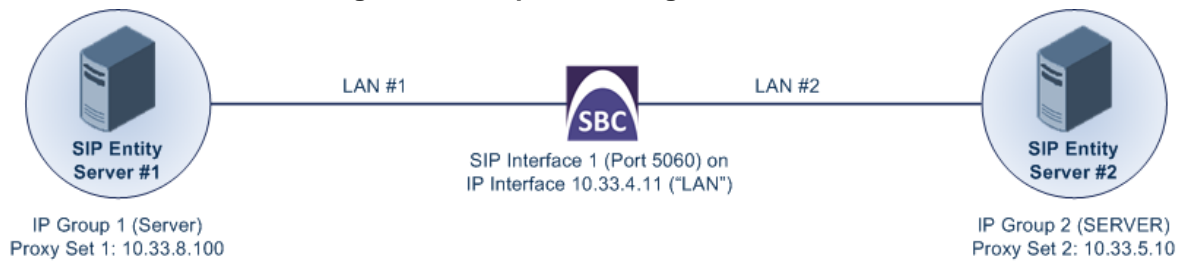 LAN #1
LAN #2
SBC
SIP Entity
Server #1
SIP Interface 1 (Port 5060) on
IP Interface 10.33.4.11 (“LAN”)
SIP Entity
Server #2
IP Group 1 (Server)
Proxy Set 1: 10.33.8.100
IP Group 2 (SERVER)
Proxy Set 2: 10.33.5.10